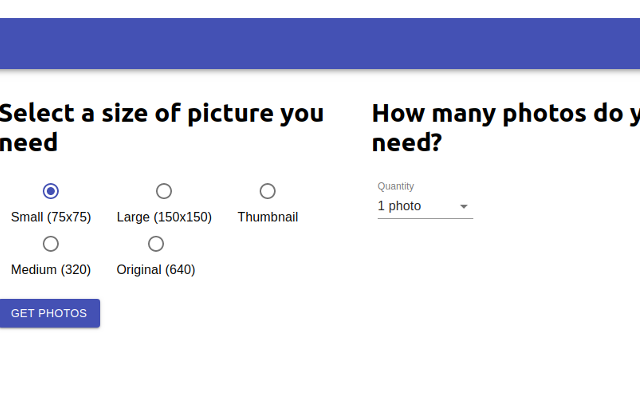 Select a size of picture you
need
How many photos do y
need?
Small (75x75)
Large (150x150)
Thumbnail
Medium (320)
Original (640)
Quantity
1 photo
GET PHOTOS